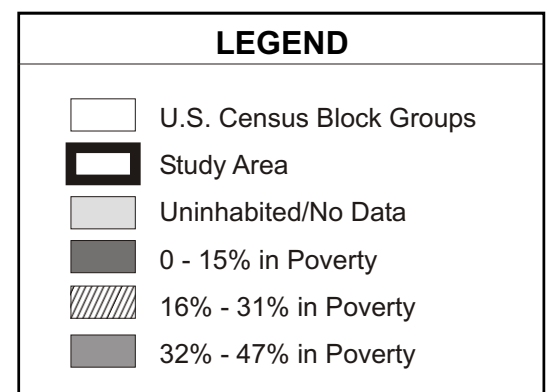 LEGEND
U.S. Census Block Groups
Study Area
Uninhabited/No Data
0 - 15% in Poverty
16% - 31% in Poverty
32% - 47% in Poverty